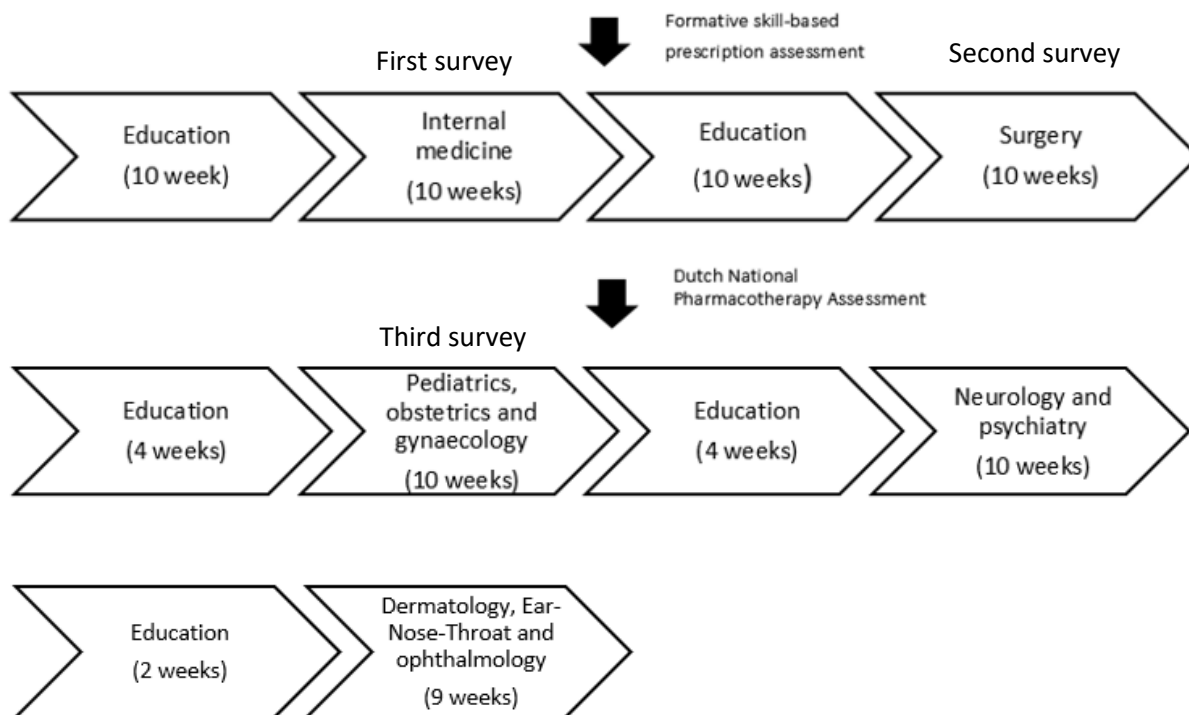 Formative skill-based
prescription assessment
First survey
Second survey
Education
(10 week)
Internal
medicine
(10 weeks)
Education
(10 weeks)
Surgery
(10 weeks)
Dutch National
Pharmacotherapy Assessment
Third survey
Education
(4 weeks)
Pediatrics,
obstetrics and
gynaecology
(10 weeks)
Education
(4 weeks)
Neurology and
psychiatry
(10 weeks)
Education
(2 weeks)
Dermatology, Ear-
Nose-Throat and
ophthalmology
(9 weeks)